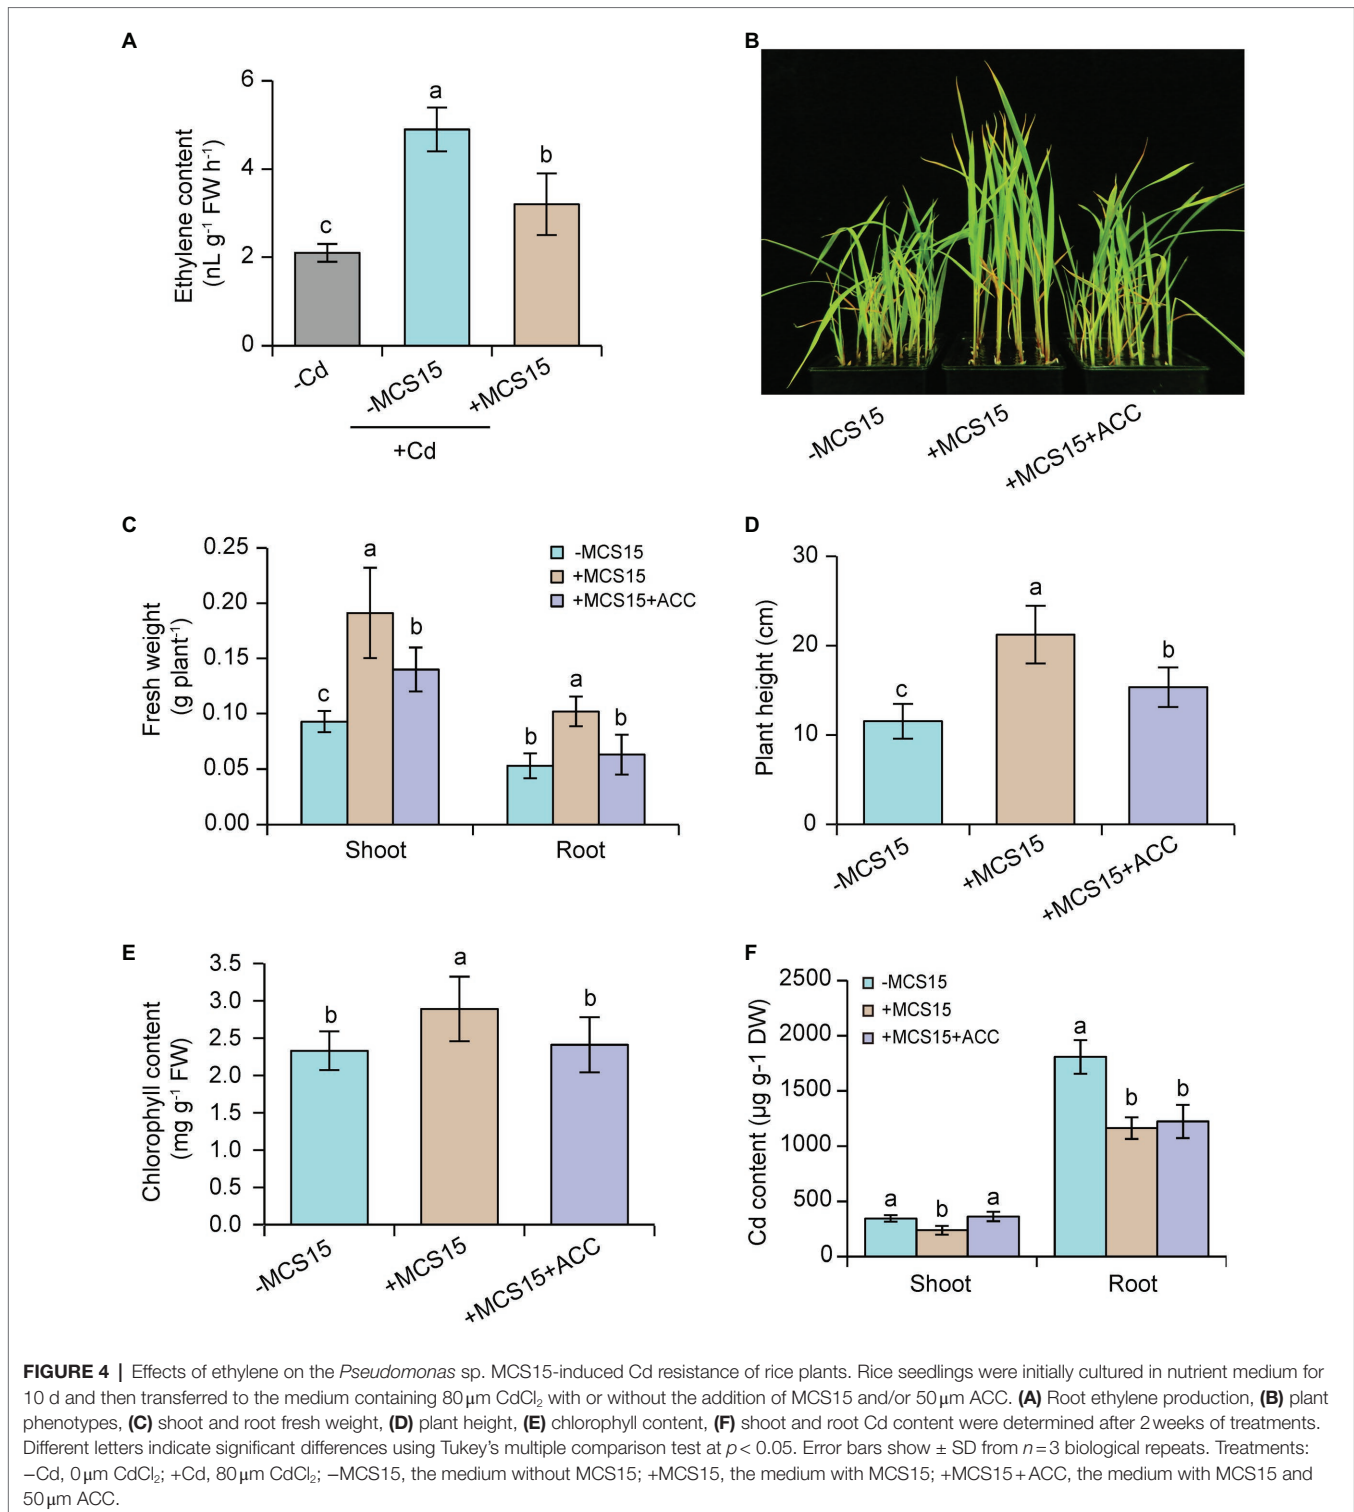 A
6
4
2
0
Ethylene content
(nL g⁻¹ FW h⁻¹)
c
a
b
-Cd
-MCS15
+MCS15
+Cd
B
-MCS15
+MCS15
+MCS15+ACC
C
0.25
0.20
0.15
0.10
0.05
0.00
Fresh weight
(g plant⁻¹)
-MCS15
+MCS15
+MCS15+ACC
c
a
b
b
a
b
Shoot
Root
D
30
20
10
0
Plant height (cm)
c
a
b
-MCS15
+MCS15
+MCS15+ACC
E
3.5
3.0
2.5
2.0
1.5
1.0
0.5
0.0
Chlorophyll content
(mg g⁻¹ FW)
b
a
b
-MCS15
+MCS15
+MCS15+ACC
F
2500
2000
1500
1000
500
0
Cd content (µg g-1 DW)
-MCS15
+MCS15
+MCS15+ACC
a
b
a
a
b
b
Shoot
Root
FIGURE 4 | Effects of ethylene on the Pseudomonas sp. MCS15-induced Cd resistance of rice plants. Rice seedlings were initially cultured in nutrient medium for
10 d and then transferred to the medium containing 80 µm CdCl₂ with or without the addition of MCS15 and/or 50 µm ACC. (A) Root ethylene production, (B) plant
phenotypes, (C) shoot and root fresh weight, (D) plant height, (E) chlorophyll content, (F) shoot and root Cd content were determined after 2 weeks of treatments.
Different letters indicate significant differences using Tukey's multiple comparison test at p < 0.05. Error bars show ± SD from n = 3 biological repeats. Treatments:
−Cd, 0 µm CdCl₂; +Cd, 80 µm CdCl₂; −MCS15, the medium without MCS15; +MCS15, the medium with MCS15; +MCS15 + ACC, the medium with MCS15 and
50 µm ACC.